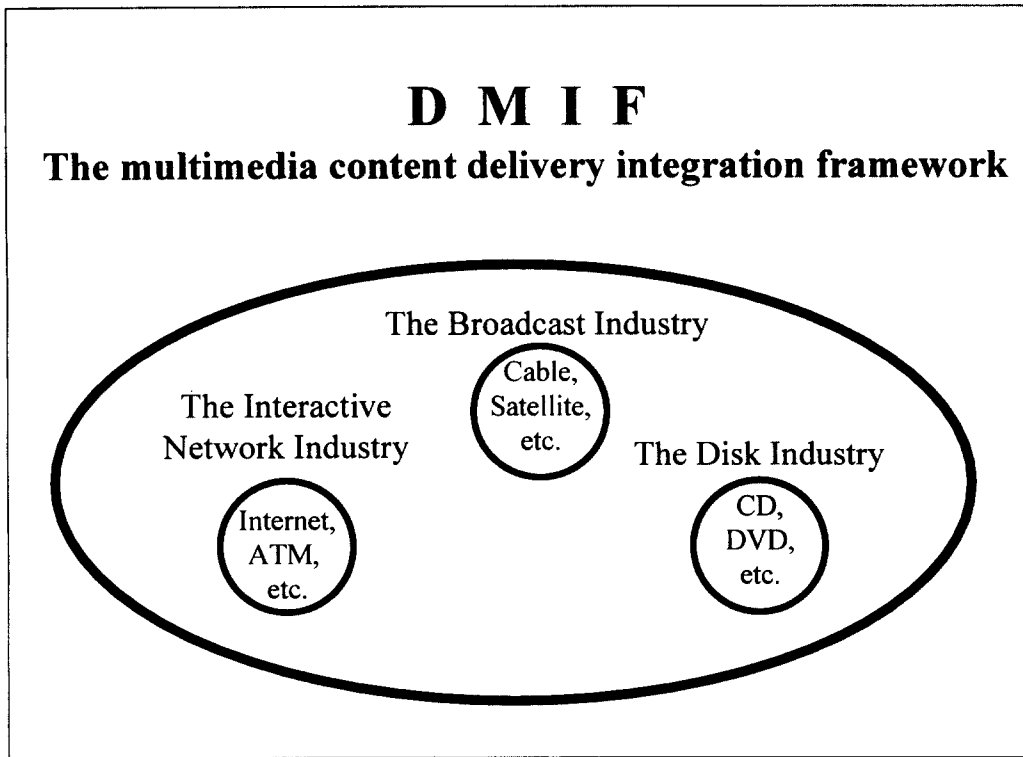 D M I F
The multimedia content delivery integration framework
The Broadcast Industry
Cable,
Satellite,
etc.
The Interactive
Network Industry
Internet,
ATM,
etc.
The Disk Industry
CD,
DVD,
etc.